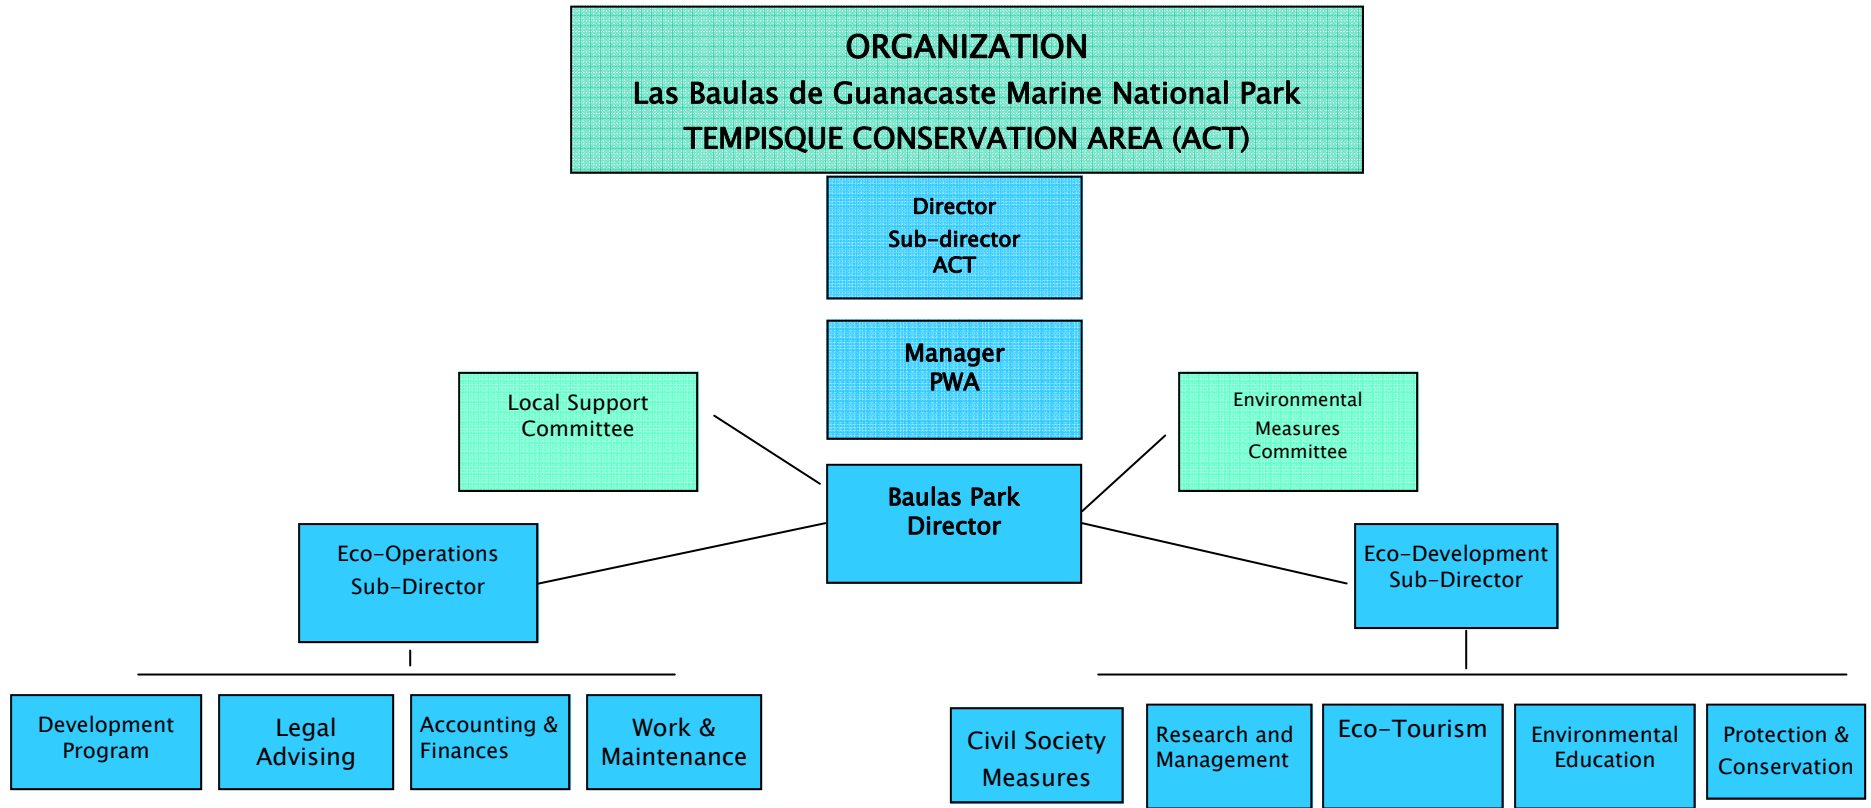 ORGANIZATION
Las Baulas de Guanacaste Marine National Park
TEMPISQUE CONSERVATION AREA (ACT)
Director
Sub-director
ACT
Manager
PWA
Local Support
Committee
Environmental
Measures
Committee
Baulas Park
Director
Eco-Operations
Sub-Director
Eco-Development
Sub-Director
Development
Program
Legal
Advising
Accounting &
Finances
Work &
Maintenance
Civil Society
Measures
Research and
Management
Eco-Tourism
Environmental
Education
Protection &
Conservation